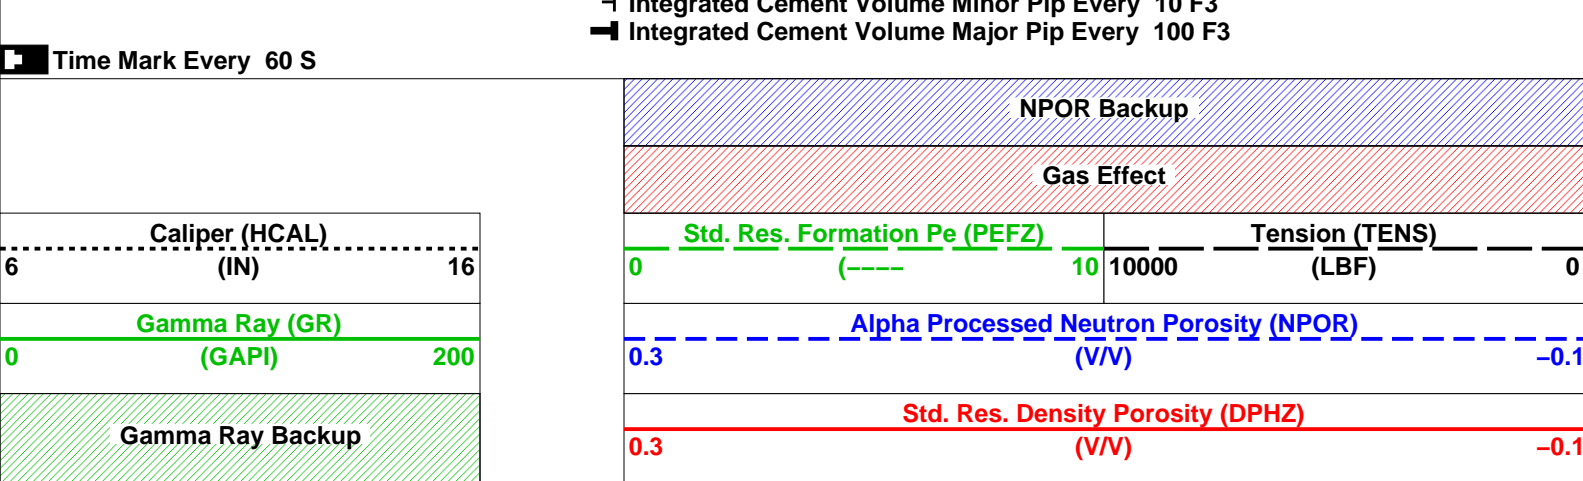 Integrated Cement Volume Minor Pip Every 10 F3
Integrated Cement Volume Major Pip Every 100 F3
Time Mark Every 60 S
NPOR Backup
Gas Effect
Caliper (HCAL)
6 (IN) 16
Std. Res. Formation Pe (PEFZ)
0 (---- 10
Tension (TENS)
10000 (LBF) 0
Gamma Ray (GR)
0 (GAPI) 200
Alpha Processed Neutron Porosity (NPOR)
0.3 (V/V) −0.1
Gamma Ray Backup
Std. Res. Density Porosity (DPHZ)
0.3 (V/V) −0.1